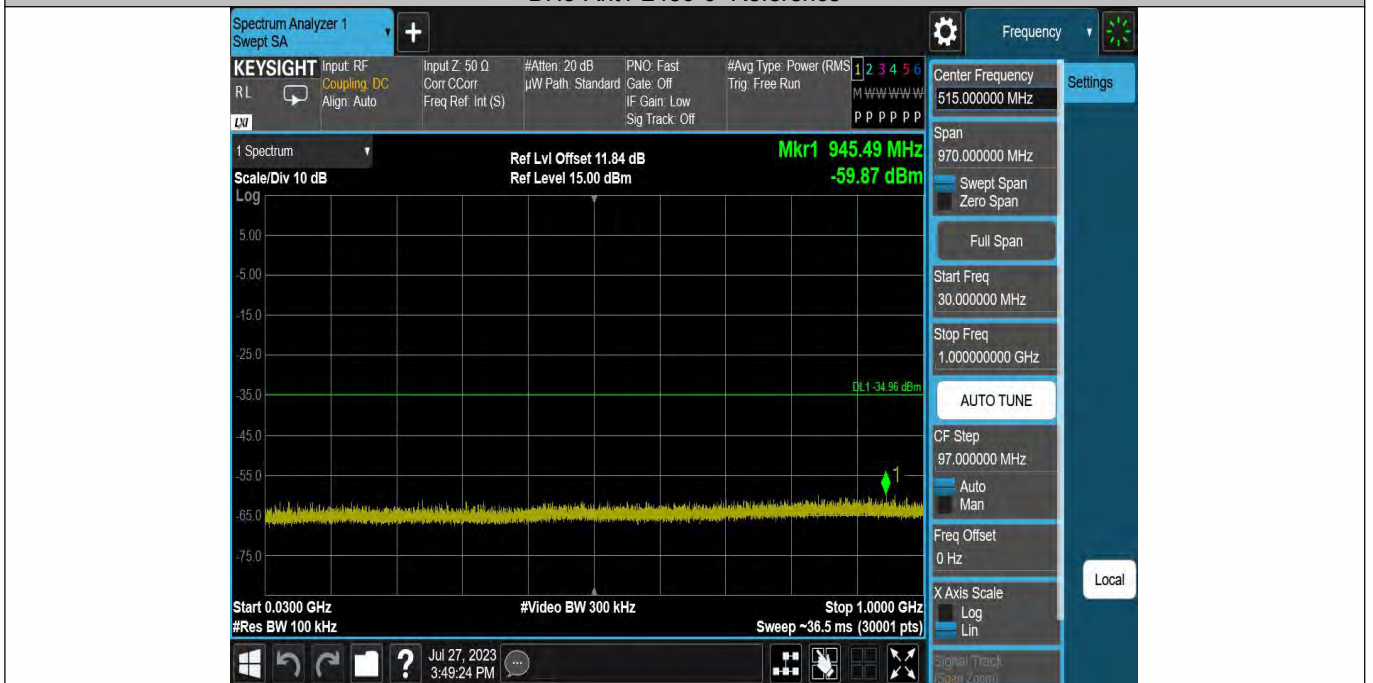 Spectrum Analyzer 1
Swept SA
Frequency
KEYSIGHT
RL
LXI
Input: RF
Coupling: DC
Align: Auto
Input Z: 50 Ω
Corr CCorr
Freq Ref: Int (S)
#Atten: 20 dB
µW Path: Standard
PNO: Fast
Gate: Off
IF Gain: Low
Sig Track: Off
#Avg Type: Power (RMS
Trig: Free Run
1 2 3 4 5 6
M W W W W W
P P P P P P
1 Spectrum
Scale/Div 10 dB
Log
Ref Lvl Offset 11.84 dB
Ref Level 15.00 dBm
Mkr1 945.49 MHz
-59.87 dBm
5.00
-5.00
-15.0
-25.0
-35.0
-45.0
-55.0
-65.0
-75.0
DL1 -34.96 dBm
1
Start 0.0300 GHz
#Res BW 100 kHz
#Video BW 300 kHz
Stop 1.0000 GHz
Sweep ~36.5 ms (30001 pts)
Jul 27, 2023
3:49:24 PM
Center Frequency
515.000000 MHz
Settings
Span
970.000000 MHz
Swept Span
Zero Span
Full Span
Start Freq
30.000000 MHz
Stop Freq
1.000000000 GHz
AUTO TUNE
CF Step
97.000000 MHz
Auto
Man
Freq Offset
0 Hz
X Axis Scale
Log
Lin
Local
Signal Track
(Span Zoom)